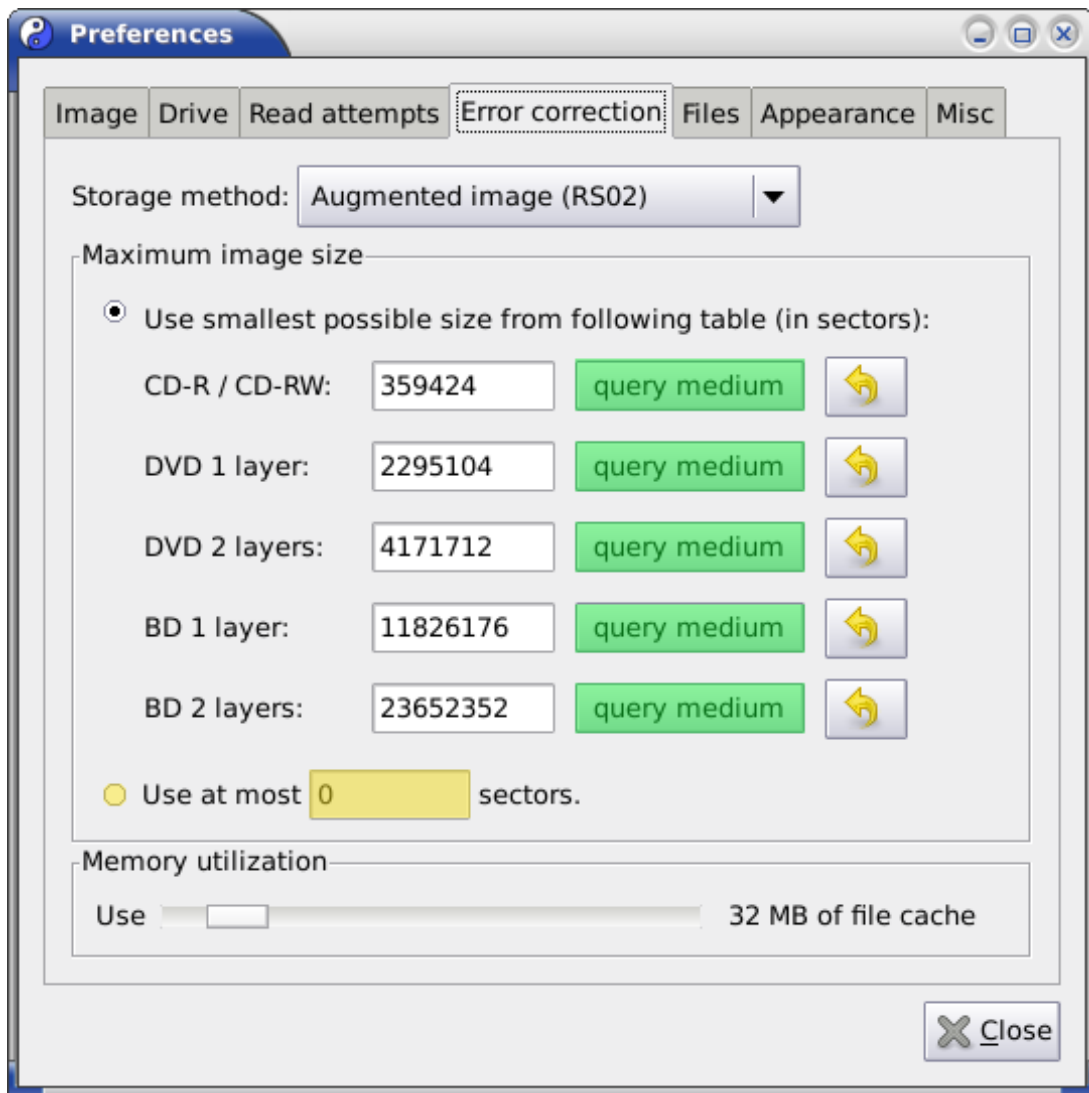 Preferences
Image Drive Read attempts Error correction Files Appearance Misc
Storage method: Augmented image (RS02)
Maximum image size
Use smallest possible size from following table (in sectors):
CD-R / CD-RW: 359424 query medium
DVD 1 layer: 2295104 query medium
DVD 2 layers: 4171712 query medium
BD 1 layer: 11826176 query medium
BD 2 layers: 23652352 query medium
Use at most 0 sectors.
Memory utilization
Use 32 MB of file cache
Close